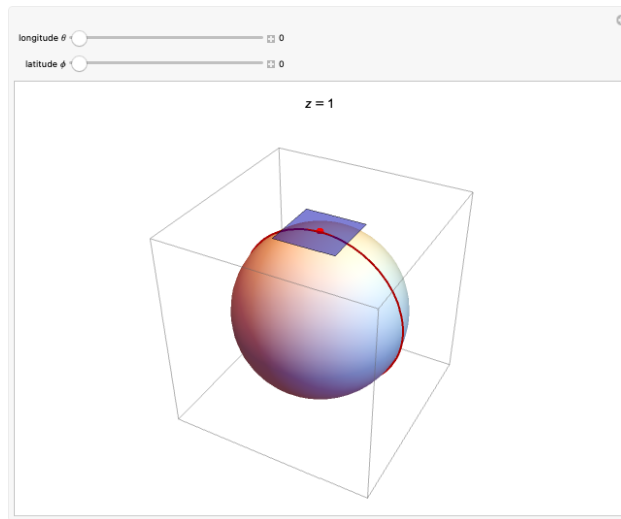 longitude θ 0
latitude ϕ 0
z = 1